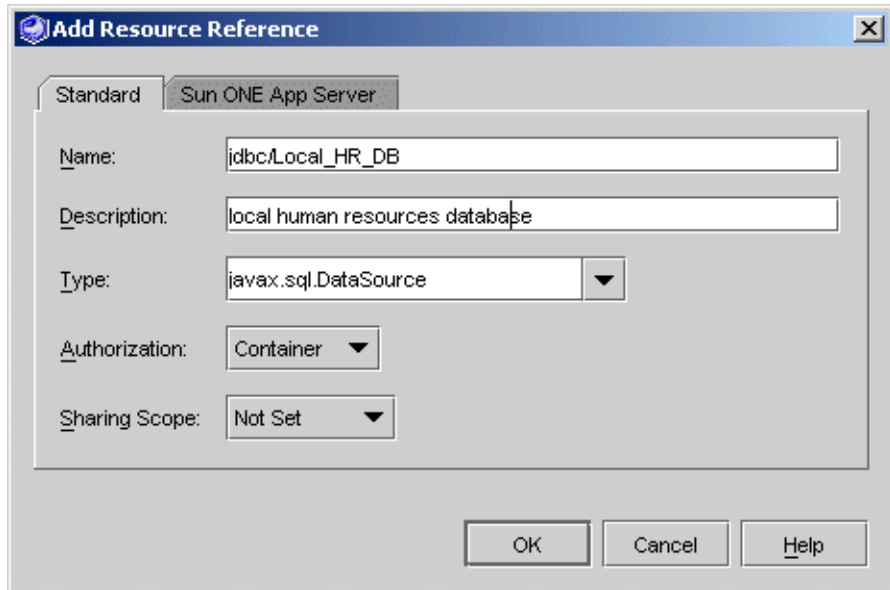 Add Resource Reference
Standard Sun ONE App Server
Name: jdbc/Local_HR_DB
Description: local human resources database
Type: javax.sql.DataSource
Authorization: Container
Sharing Scope: Not Set
OK Cancel Help